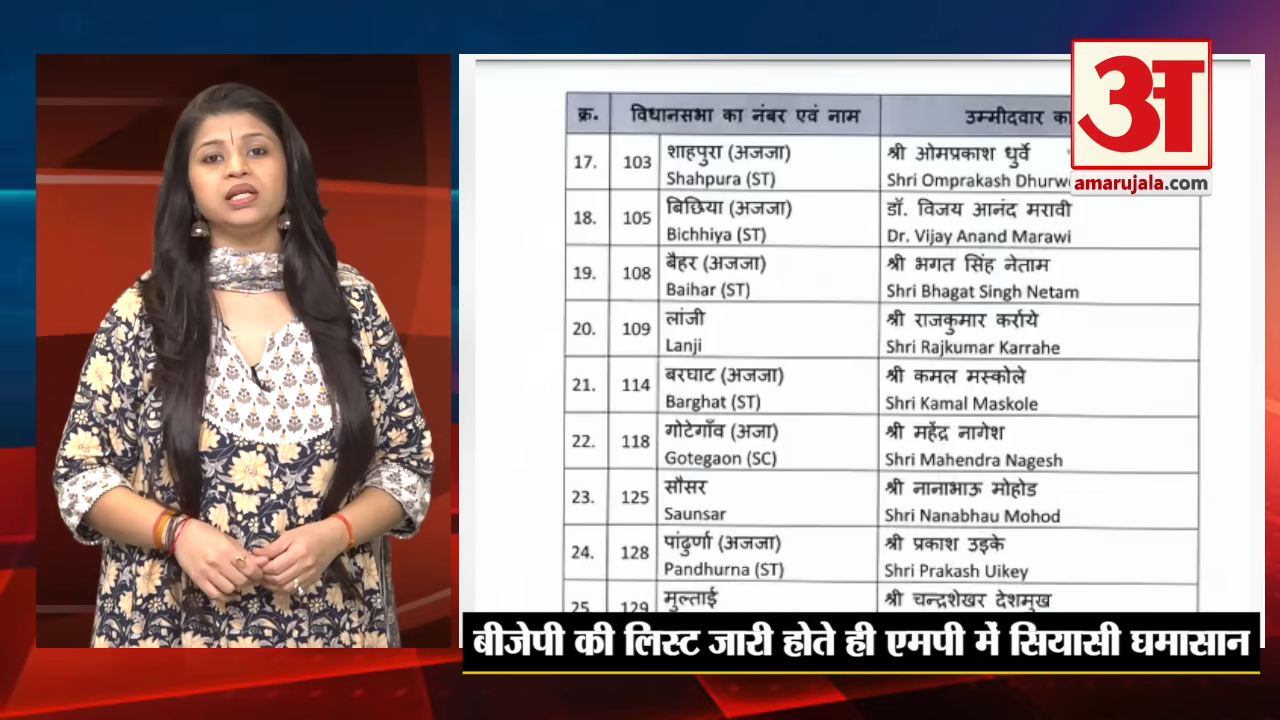 अ
amarujala.com
क्र. विधानसभा का नंबर एवं नाम उम्मीदवार का
17. 103 शाहपुरा (अजजा) श्री ओमप्रकाश धुर्वे
Shahpura (ST) Shri Omprakash Dhurw
18. 105 बिछिया (अजजा) डॉ. विजय आनंद मरावी
Bichhiya (ST) Dr. Vijay Anand Marawi
19. 108 बैहर (अजजा) श्री भगत सिंह नेताम
Baihar (ST) Shri Bhagat Singh Netam
20. 109 लांजी श्री राजकुमार कर्राये
Lanji Shri Rajkumar Karrahe
21. 114 बरघाट (अजजा) श्री कमल मस्कोले
Barghat (ST) Shri Kamal Maskole
22. 118 गोटेगाँव (अजा) श्री महेंद्र नागेश
Gotegaon (SC) Shri Mahendra Nagesh
23. 125 सौसर श्री नानाभाऊ मोहोड
Saunsar Shri Nanabhau Mohod
24. 128 पांढुर्णा (अजजा) श्री प्रकाश उइके
Pandhurna (ST) Shri Prakash Uikey
25. 129 मुल्ताई श्री चन्द्रशेखर देशमुख
बीजेपी की लिस्ट जारी होते ही एमपी में सियासी घमासान